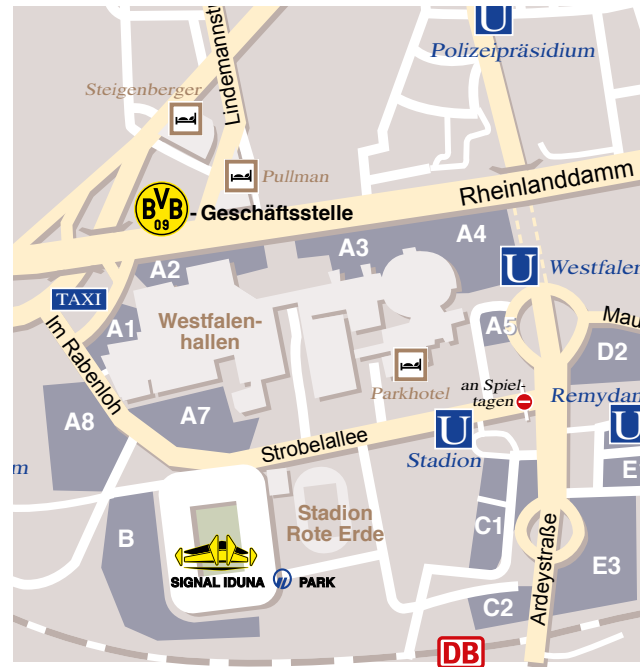 U
Polizeipräsidium
Steigenberger
Lindemannstr
Pullman
Rheinlanddamm
BVB 09 - Geschäftsstelle
A4
A3
A2
U
Westfalen
TAXI
A1
Westfalen-
hallen
A5
Mau
Im Rabenloh
D2
Parkhotel
an Spiel-
tagen
Remydam
A8
A7
U
U
Strobelallee
Stadion
m
E
Stadion
Rote Erde
B
C1
E3
SIGNAL IDUNA PARK
Ardeystraße
C2
DB